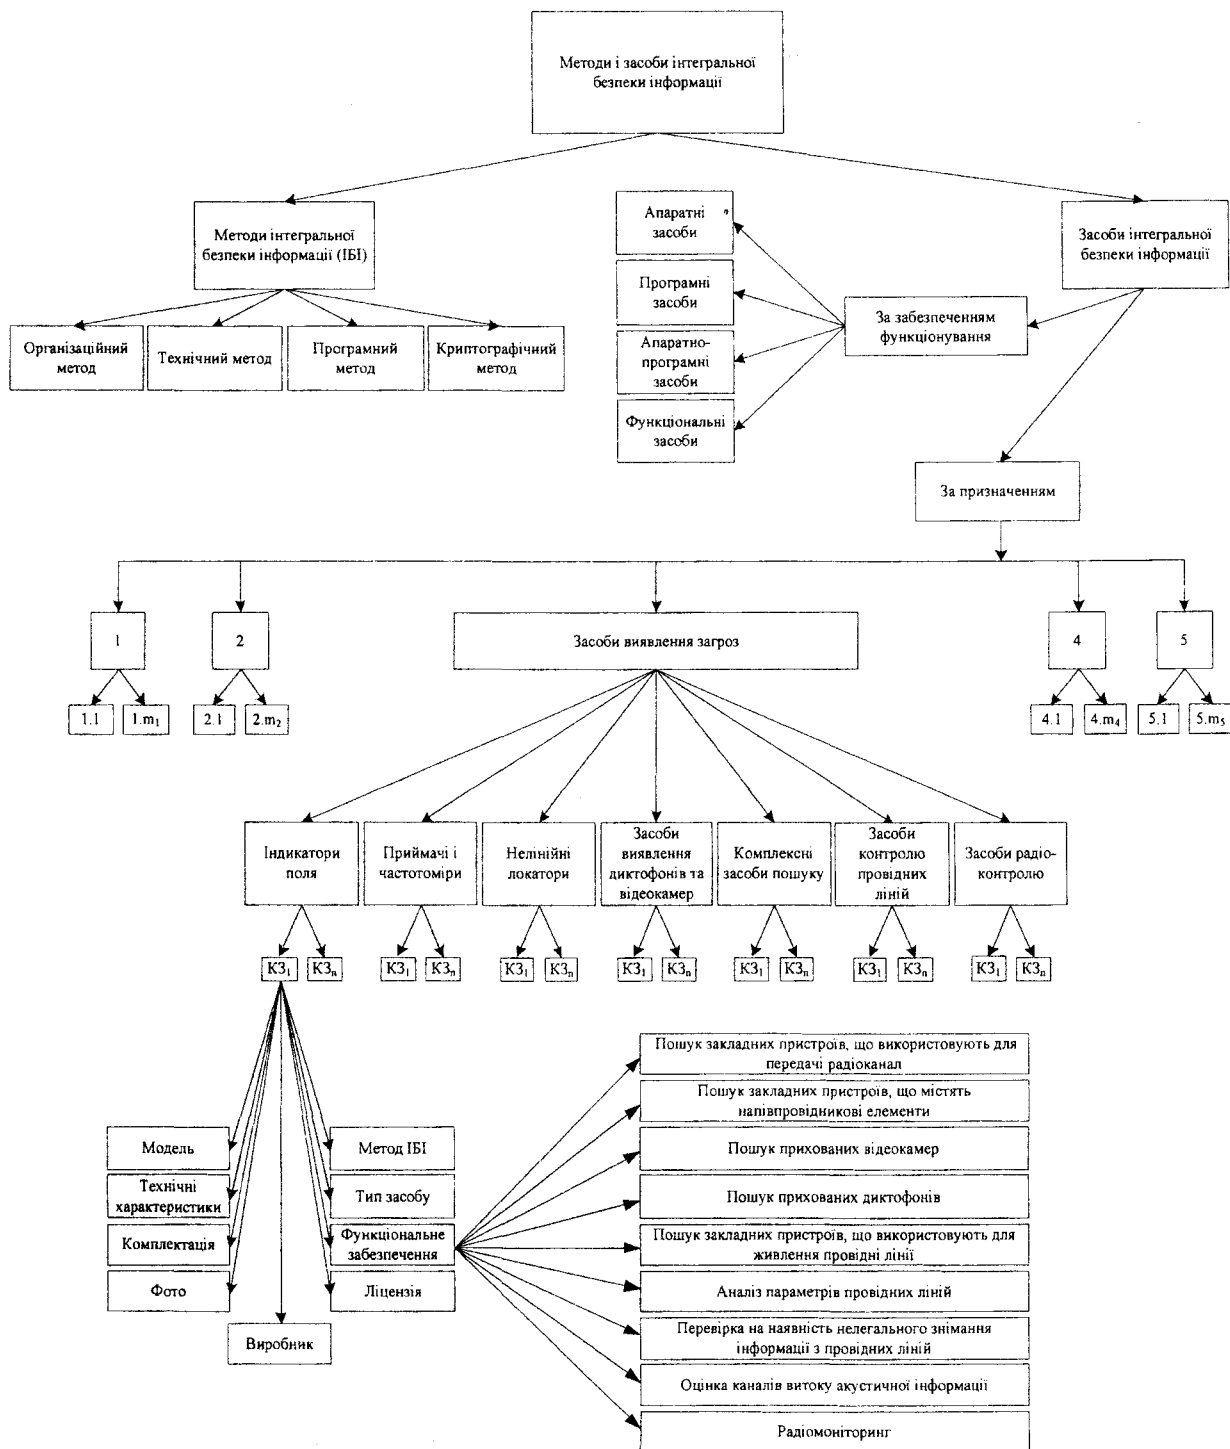 Методи і засоби інтегральної
безпеки інформації
Методи інтегральної
безпеки інформації (ІБІ)
Апаратні
засоби
Засоби інтегральної
безпеки інформації
Програмні
засоби
За забезпеченням
функціонування
Організаційний
метод
Технічний метод
Програмний
метод
Криптографічний
метод
Апаратно-
програмні
засоби
Функціональні
засоби
За призначенням
1
2
Засоби виявлення загроз
4
5
1.1
1.m₁
2.1
2.m₂
4.1
4.m₄
5.1
5.m₅
Індикатори
поля
Приймачі і
частотоміри
Нелінійні
локатори
Засоби
виявлення
диктофонів та
відеокамер
Комплексні
засоби пошуку
Засоби
контролю
провідних
ліній
Засоби радіо-
контролю
КЗ₁
КЗₙ
КЗ₁
КЗₙ
КЗ₁
КЗₙ
КЗ₁
КЗₙ
КЗ₁
КЗₙ
КЗ₁
КЗₙ
КЗ₁
КЗₙ
Модель
Технічні
характеристики
Комплектація
Фото
Виробник
Метод ІБІ
Тип засобу
Функціональне
забезпечення
Ліцензія
Пошук закладних пристроїв, що використовують для
передачі радіоканал
Пошук закладних пристроїв, що містять
напівпровідникові елементи
Пошук прихованих відеокамер
Пошук прихованих диктофонів
Пошук закладних пристроїв, що використовують для
живлення провідні лінії
Аналіз параметрів провідних ліній
Перевірка на наявність нелегального знімання
інформації з провідних ліній
Оцінка каналів витоку акустичної інформації
Радіомоніторинг